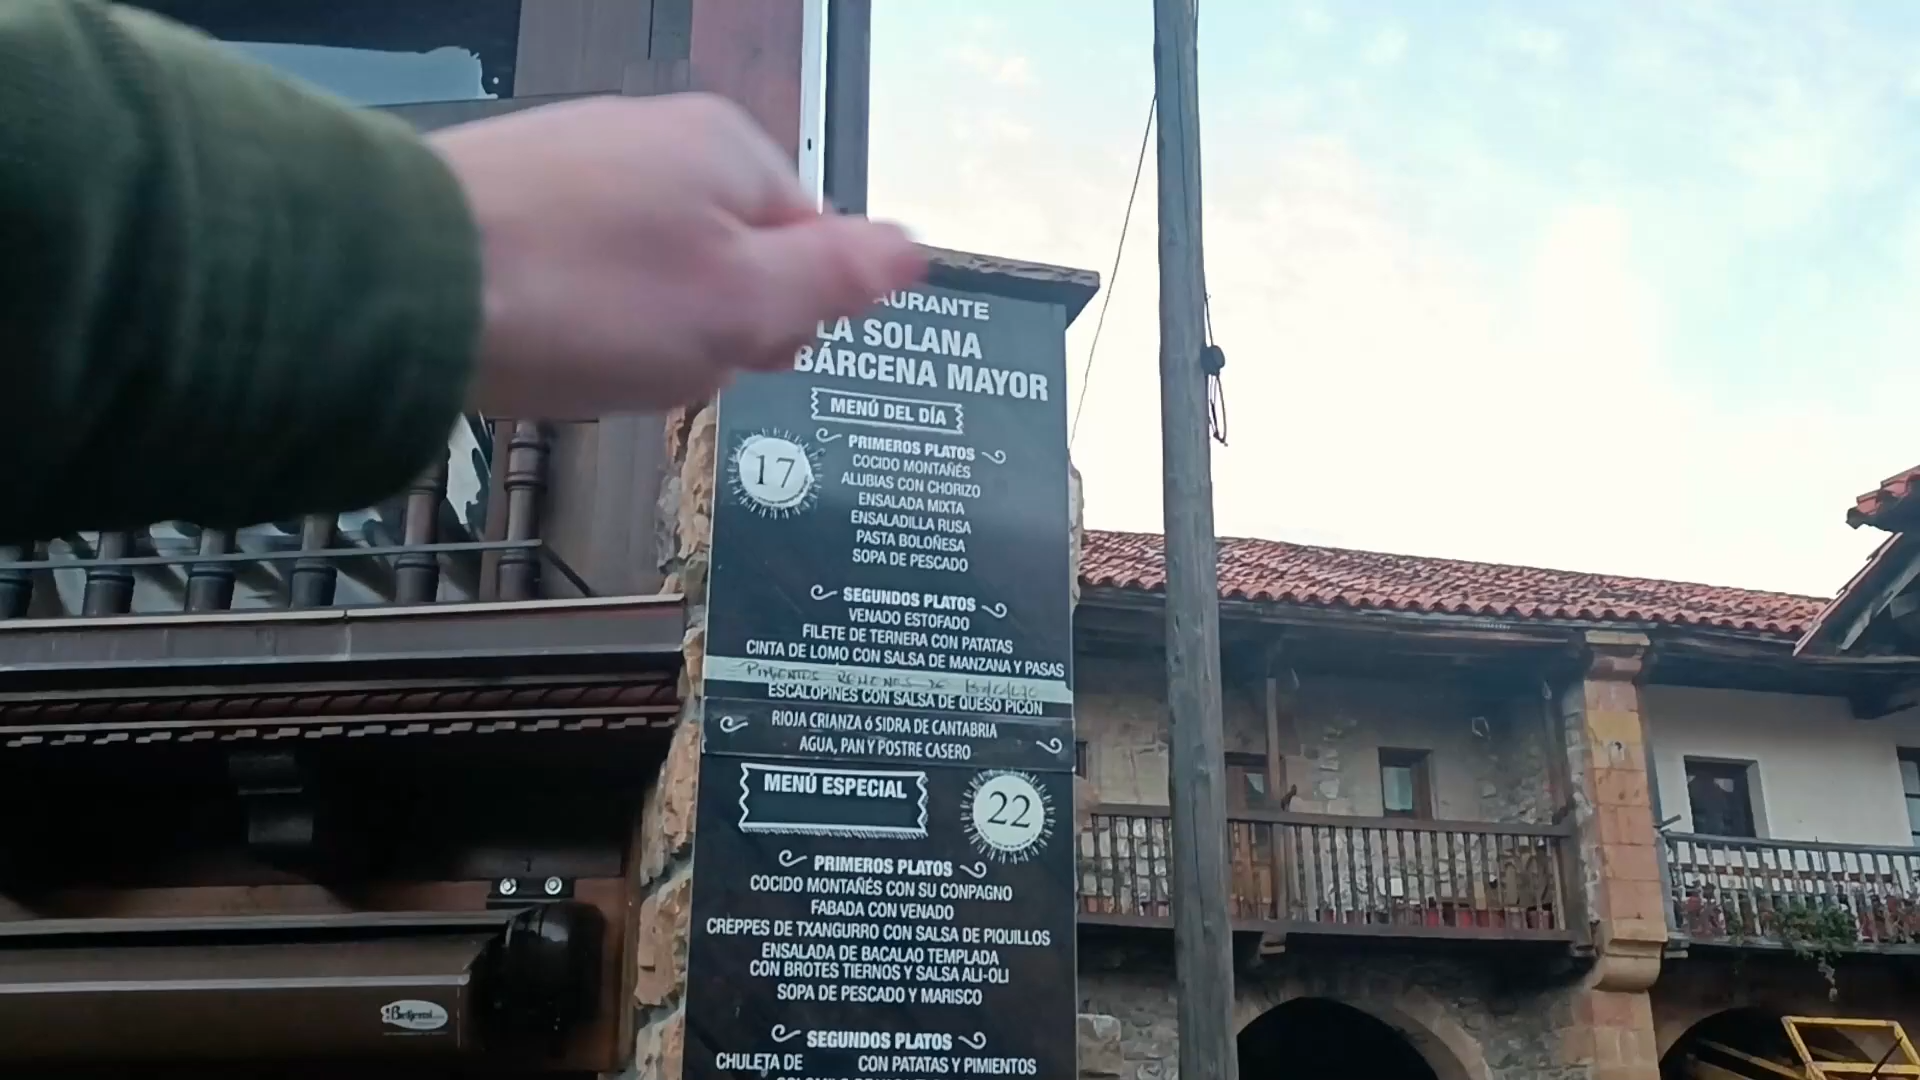 AURANTE
LA SOLANA
BÁRCENA MAYOR
MENÚ DEL DÍA
17
PRIMEROS PLATOS
COCIDO MONTAÑÉS
ALUBIAS CON CHORIZO
ENSALADA MIXTA
ENSALADILLA RUSA
PASTA BOLOÑESA
SOPA DE PESCADO
SEGUNDOS PLATOS
VENADO ESTOFADO
FILETE DE TERNERA CON PATATAS
CINTA DE LOMO CON SALSA DE MANZANA Y PASAS
PIMIENTOS DE
ESCALOPINES CON SALSA DE QUESO PICÓN
RIOJA CRIANZA ó SIDRA DE CANTABRIA
AGUA, PAN Y POSTRE CASERO
MENÚ ESPECIAL
22
PRIMEROS PLATOS
COCIDO MONTAÑÉS CON SU CONPAGNO
FABADA CON VENADO
CREPPES DE TXANGURRO CON SALSA DE PIQUILLOS
ENSALADA DE BACALAO TEMPLADA
CON BROTES TIERNOS Y SALSA ALI-OLI
SOPA DE PESCADO Y MARISCO
SEGUNDOS PLATOS
CHULETA DE CON PATATAS Y PIMIENTOS